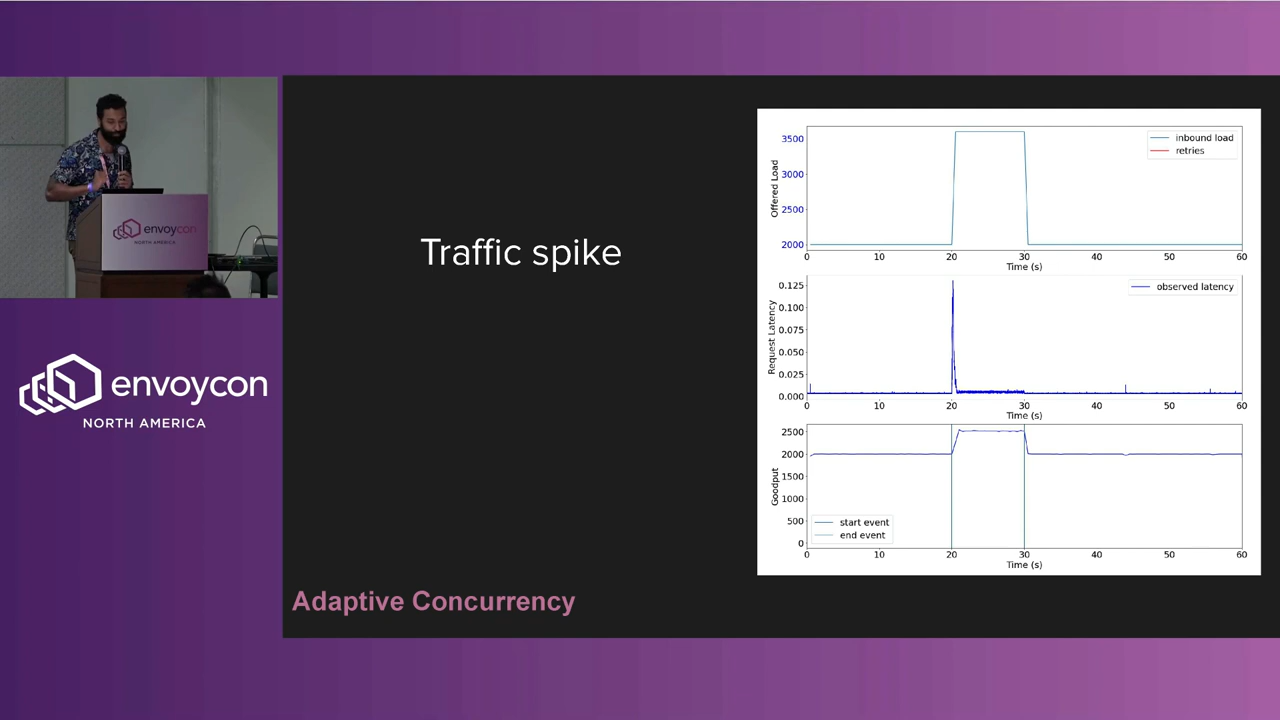 envoycon
NORTH AMERICA
envoycon
NORTH AMERICA
Traffic spike
Adaptive Concurrency
3500
3000
2500
2000
Offered Load
inbound load
retries
0 10 20 30 40 50 60
Time (s)
0.125
0.100
0.075
0.050
0.025
0.000
Request Latency
observed latency
0 10 20 30 40 50 60
Time (s)
2500
2000
1500
1000
500
0
Goodput
start event
end event
0 10 20 30 40 50 60
Time (s)